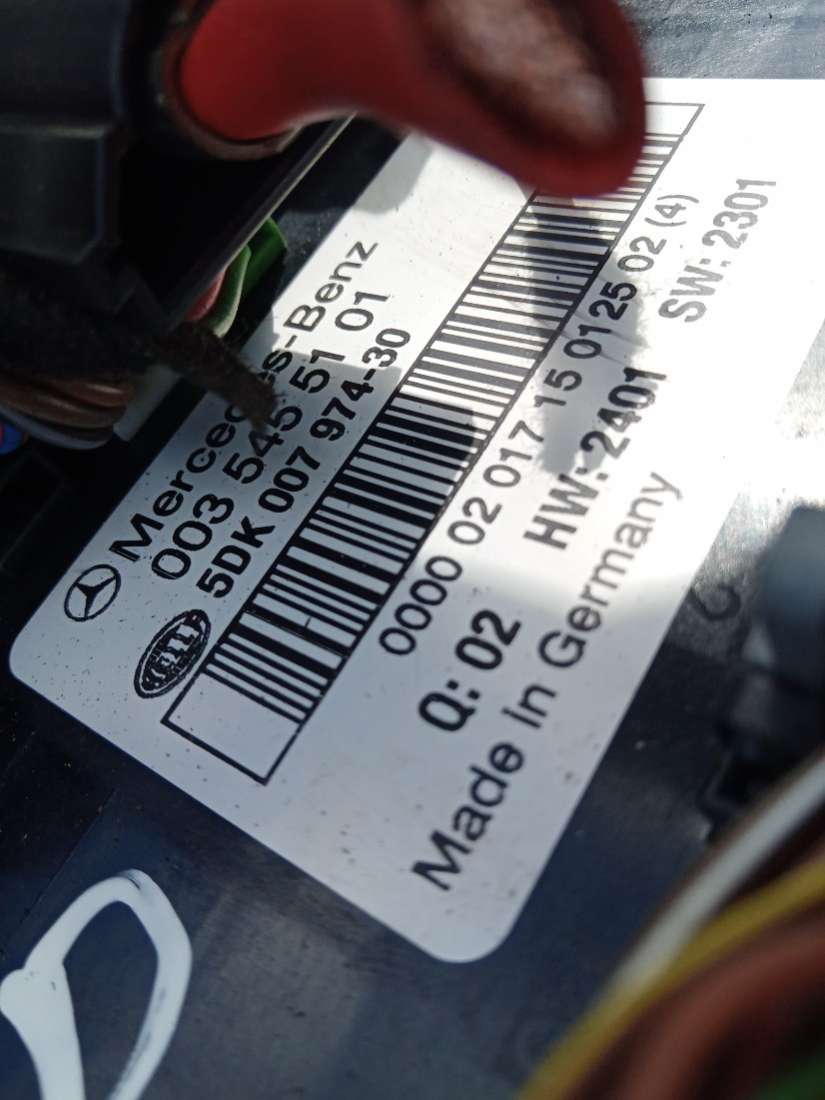 Mercedes-Benz
003 545 51 01
5DK 007 974-30
0000 02 017 15 0125 02 (4)
Q: 02 HW: 2401 SW: 2301
Made in Germany